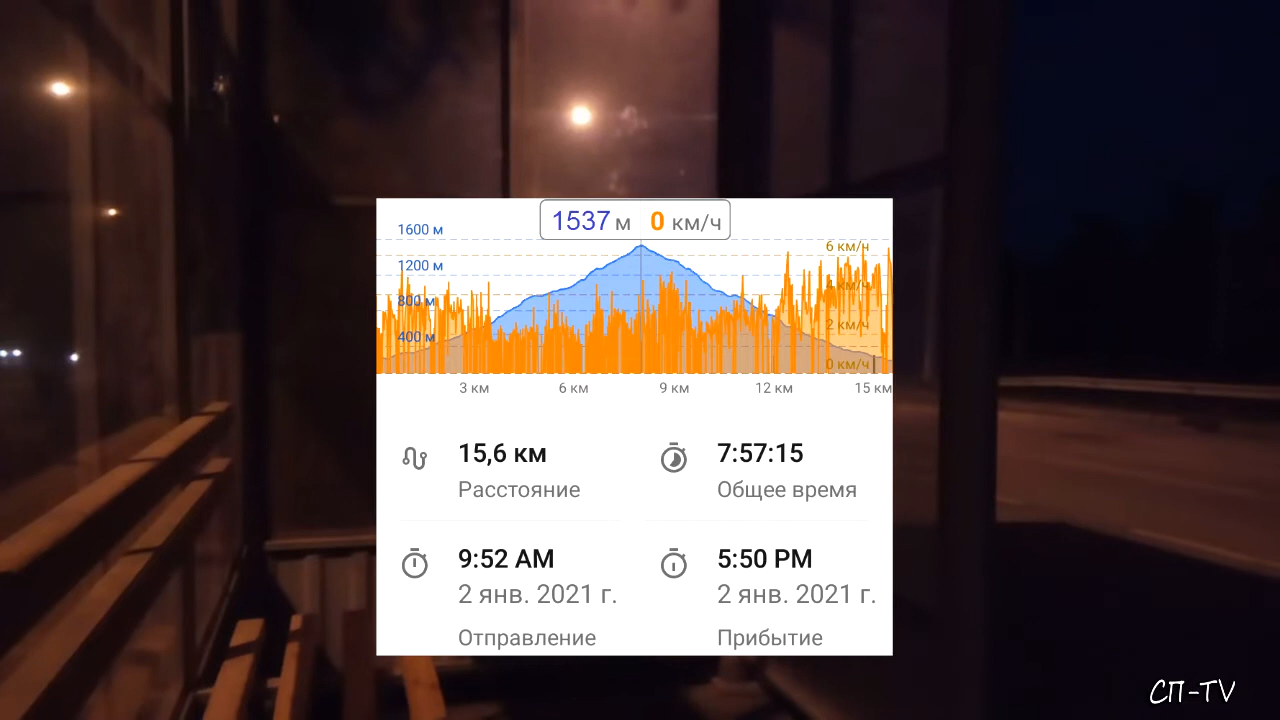 1537 м 0 км/ч
1600 м
6 км/ч
1200 м
4 км/ч
800 м
2 км/ч
400 м
0 км/ч
3 км 6 км 9 км 12 км 15 км
15,6 км 7:57:15
Расстояние Общее время
9:52 AM 5:50 PM
2 янв. 2021 г. 2 янв. 2021 г.
Отправление Прибытие
СП-TV